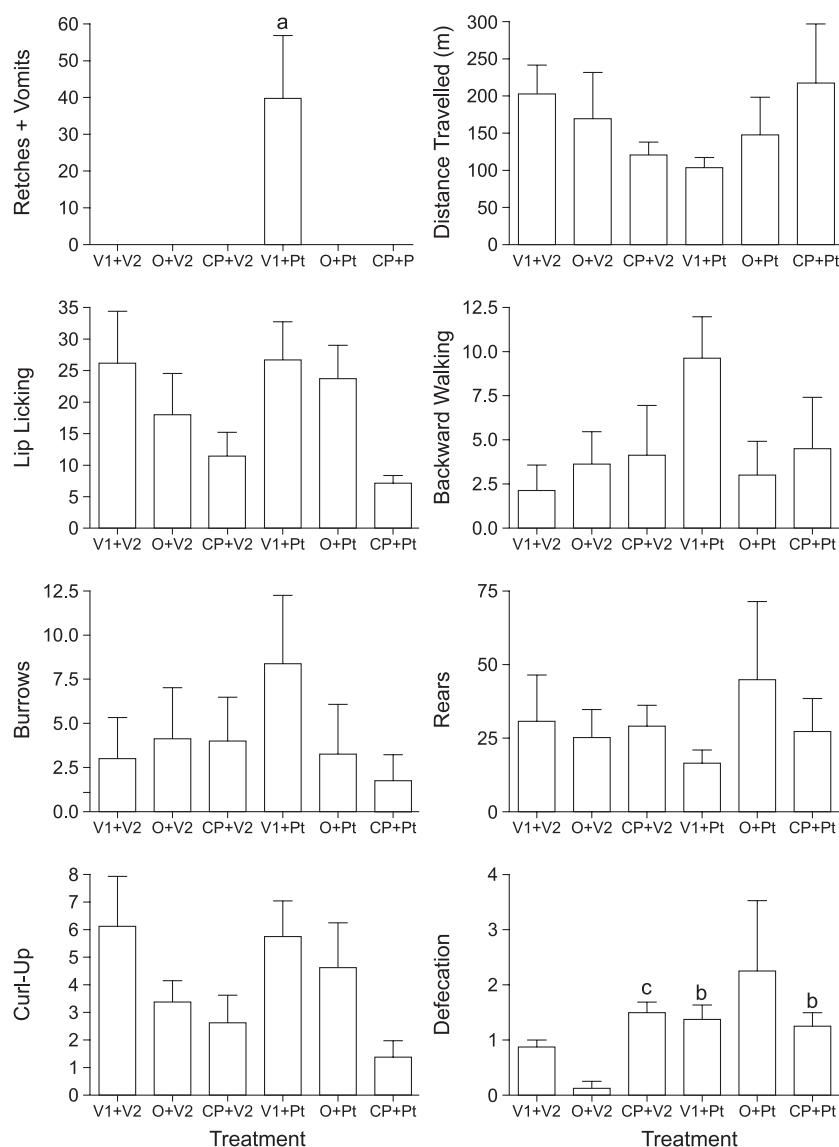 a
60
50
40
30
20
10
0
Retches + Vomits
V1+V2 O+V2 CP+V2 V1+Pt O+Pt CP+P
300
250
200
150
100
50
0
Distance Travelled (m)
V1+V2 O+V2 CP+V2 V1+Pt O+Pt CP+Pt
35
30
25
20
15
10
5
0
Lip Licking
V1+V2 O+V2 CP+V2 V1+Pt O+Pt CP+Pt
12.5
10.0
7.5
5.0
2.5
0.0
Backward Walking
V1+V2 O+V2 CP+V2 V1+Pt O+Pt CP+Pt
12.5
10.0
7.5
5.0
2.5
0.0
Burrows
V1+V2 O+V2 CP+V2 V1+Pt O+Pt CP+Pt
75
50
25
0
Rears
V1+V2 O+V2 CP+V2 V1+Pt O+Pt CP+Pt
8
7
6
5
4
3
2
1
0
Curl-Up
V1+V2 O+V2 CP+V2 V1+Pt O+Pt CP+Pt
Treatment
4
3
2
1
0
Defecation
c b b
V1+V2 O+V2 CP+V2 V1+Pt O+Pt CP+Pt
Treatment